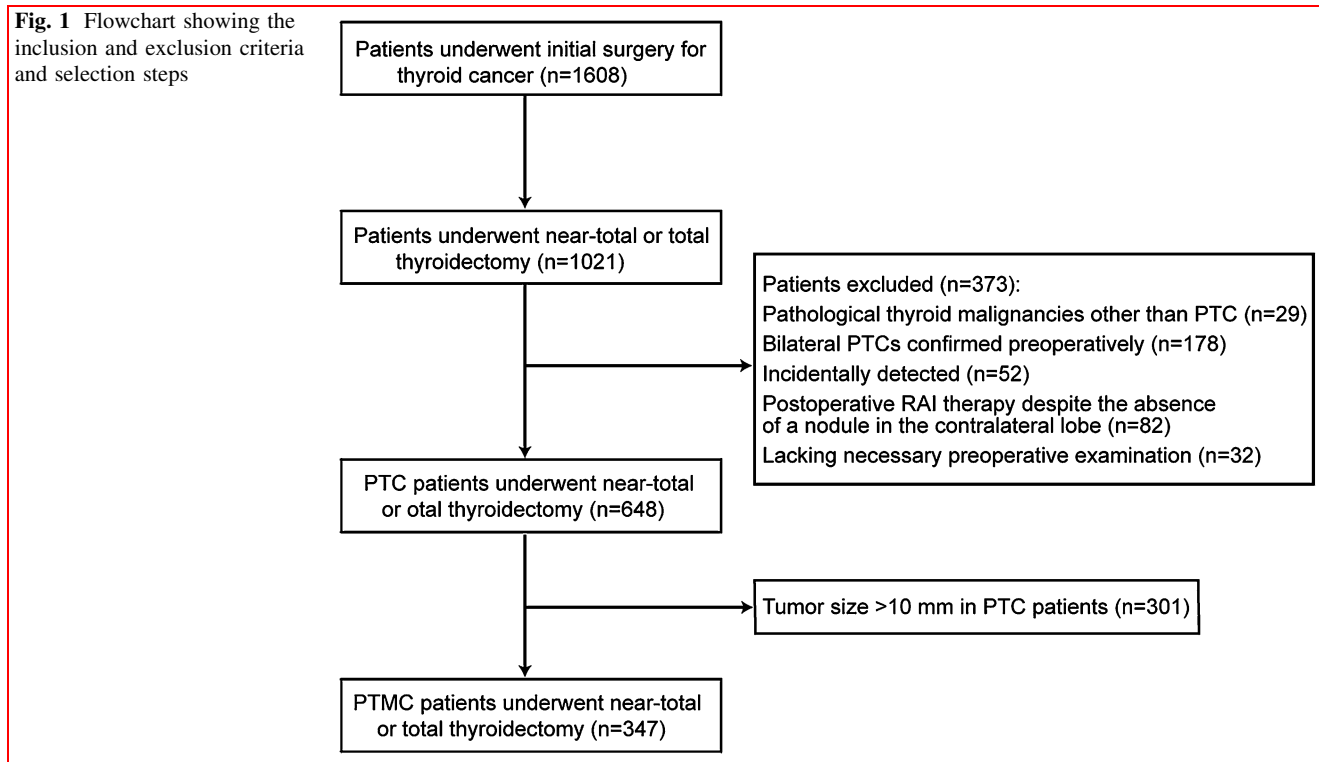 Fig. 1 Flowchart showing the
inclusion and exclusion criteria
and selection steps
Patients underwent initial surgery for
thyroid cancer (n=1608)
Patients underwent near-total or total
thyroidectomy (n=1021)
Patients excluded (n=373):
Pathological thyroid malignancies other than PTC (n=29)
Bilateral PTCs confirmed preoperatively (n=178)
Incidentally detected (n=52)
Postoperative RAI therapy despite the absence
of a nodule in the contralateral lobe (n=82)
Lacking necessary preoperative examination (n=32)
PTC patients underwent near-total
or otal thyroidectomy (n=648)
Tumor size >10 mm in PTC patients (n=301)
PTMC patients underwent near-total
or total thyroidectomy (n=347)